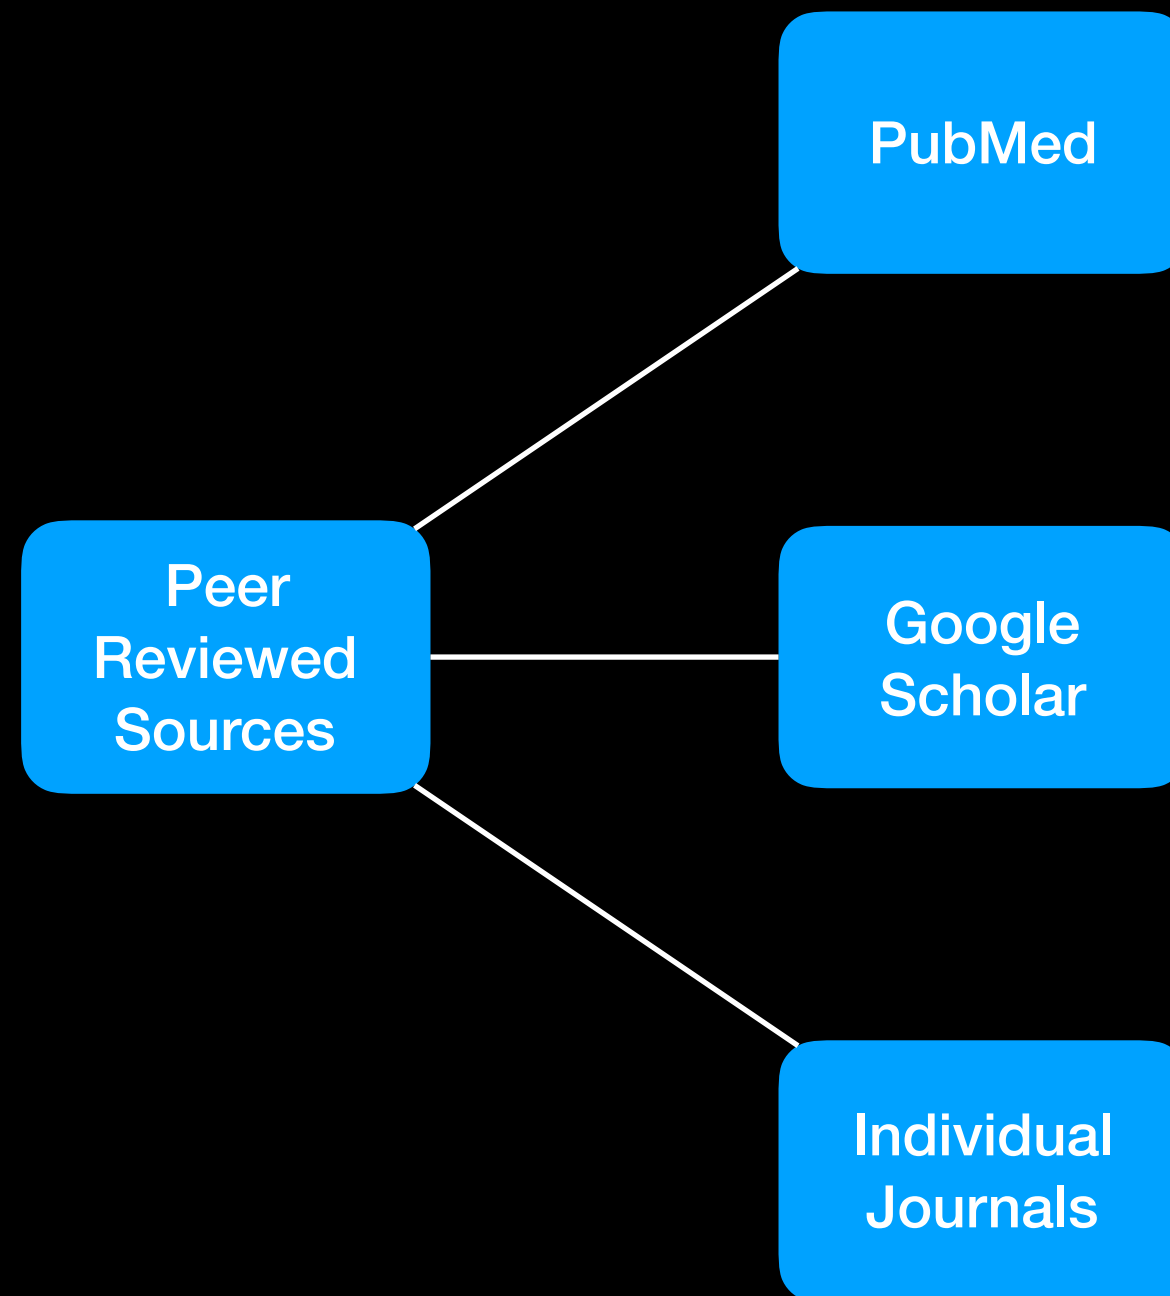 PubMed
Peer
Reviewed
Sources
Google
Scholar
Individual
Journals